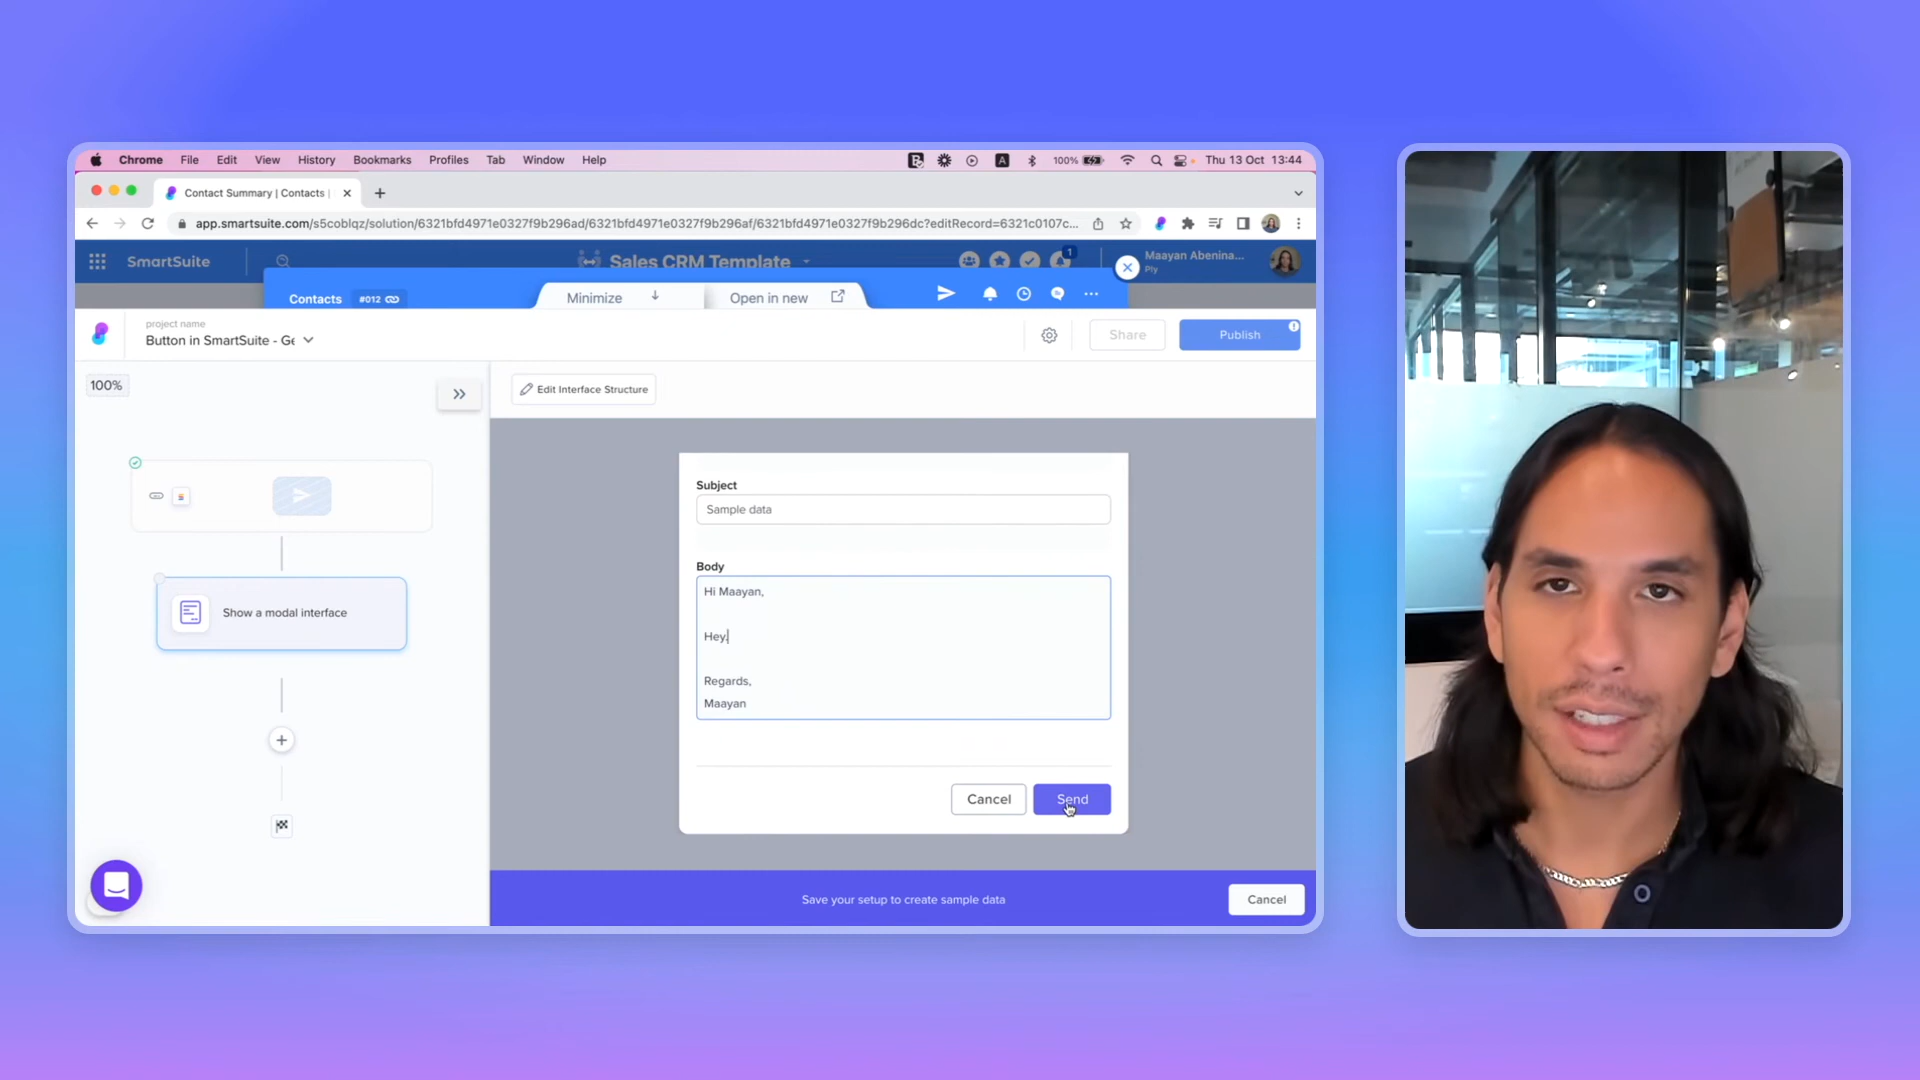 Chrome File Edit View History Bookmarks Profiles Tab Window Help
A 100% Thu 13 Oct 13:44
Contact Summary | Contacts |
app.smartsuite.com/s5coblqz/solution/6321bfd4971e0327f9b296ad/6321bfd4971e0327f9b296af/6321bfd4971e0327f9b296dc?editRecord=6321c0107c...
SmartSuite
Sales CRM Template
1
Maayan Abenina...
Ply
Contacts #012
Minimize
Open in new
project name
Button in SmartSuite - Ge
Share
Publish
100%
Edit Interface Structure
Show a modal interface
Subject
Sample data
Body
Hi Maayan,
Hey.
Regards,
Maayan
Cancel
Send
Save your setup to create sample data
Cancel